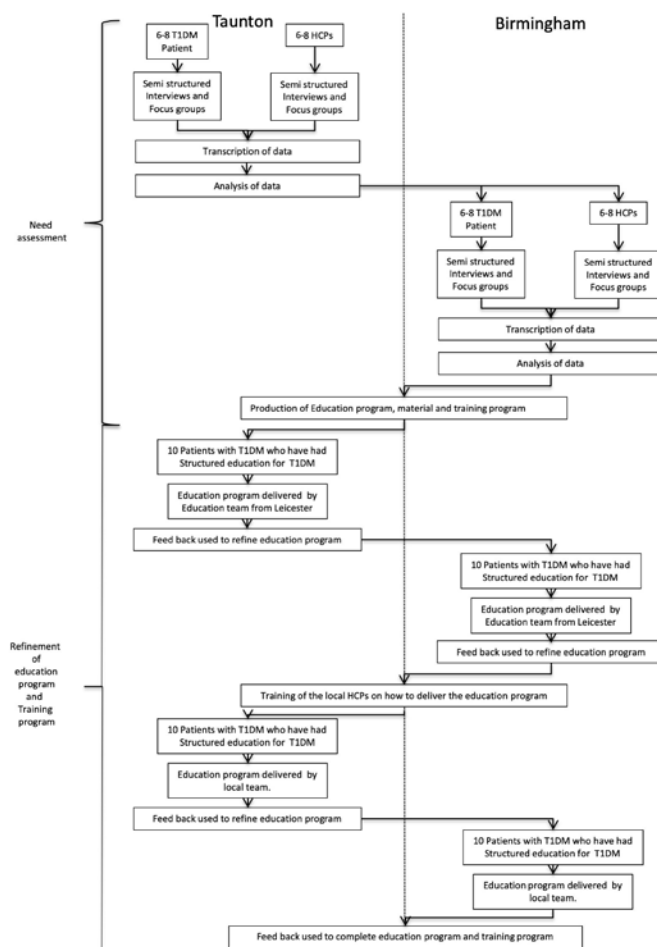 Taunton
Birmingham
6-8 T1DM
Patient
6-8 HCPs
Semi structured
Interviews and
Focus groups
Semi structured
Interviews and
Focus groups
Transcription of data
Analysis of data
Need
assessment
6-8 T1DM
Patient
6-8 HCPs
Semi structured
Interviews and
Focus groups
Semi structured
Interviews and
Focus groups
Transcription of data
Analysis of data
Production of Education program, material and training program
10 Patients with T1DM who have had
Structured education for T1DM
Education program delivered by
Education team from Leicester
Feed back used to refine education program
10 Patients with T1DM who have had
Structured education for T1DM
Education program delivered by
Education team from Leicester
Feed back used to refine education program
Refinement
of
education
program
and
Training
program
Training of the local HCPs on how to deliver the education program
10 Patients with T1DM who have had
Structured education for T1DM
Education program delivered by
local team.
Feed back used to refine education program
10 Patients with T1DM who have had
Structured education for T1DM
Education program delivered by
local team.
Feed back used to complete education program and training program